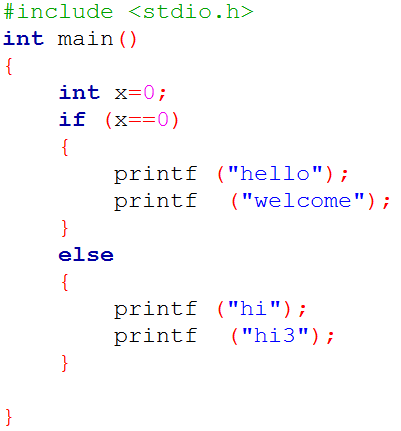 #include <stdio.h>
int main()
{
    int x=0;
    if (x==0)
    {
        printf ("hello");
        printf  ("welcome");
    }
    else
    {
        printf ("hi");
        printf  ("hi3");
    }

}